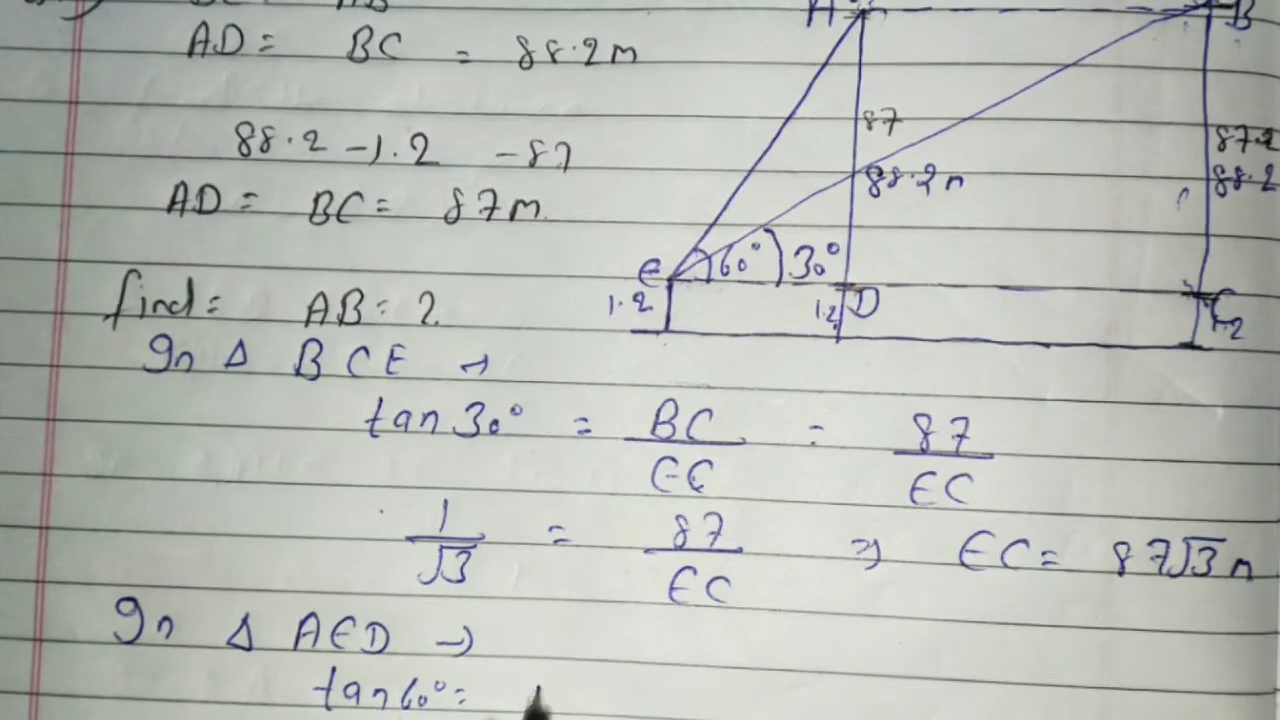 AD = BC = 88.2m
88.2 - 1.2 - 87
AD = BC = 87m
find = AB = ?
In Δ BCE →
tan 30° = BC/EC = 87/EC
1/√3 = 87/EC ⇒ EC = 87√3 m
In Δ AED →
tan 60° =
A B
87
87.2
88.2m
88.2
E 60° 30°
1.2 1.2 D